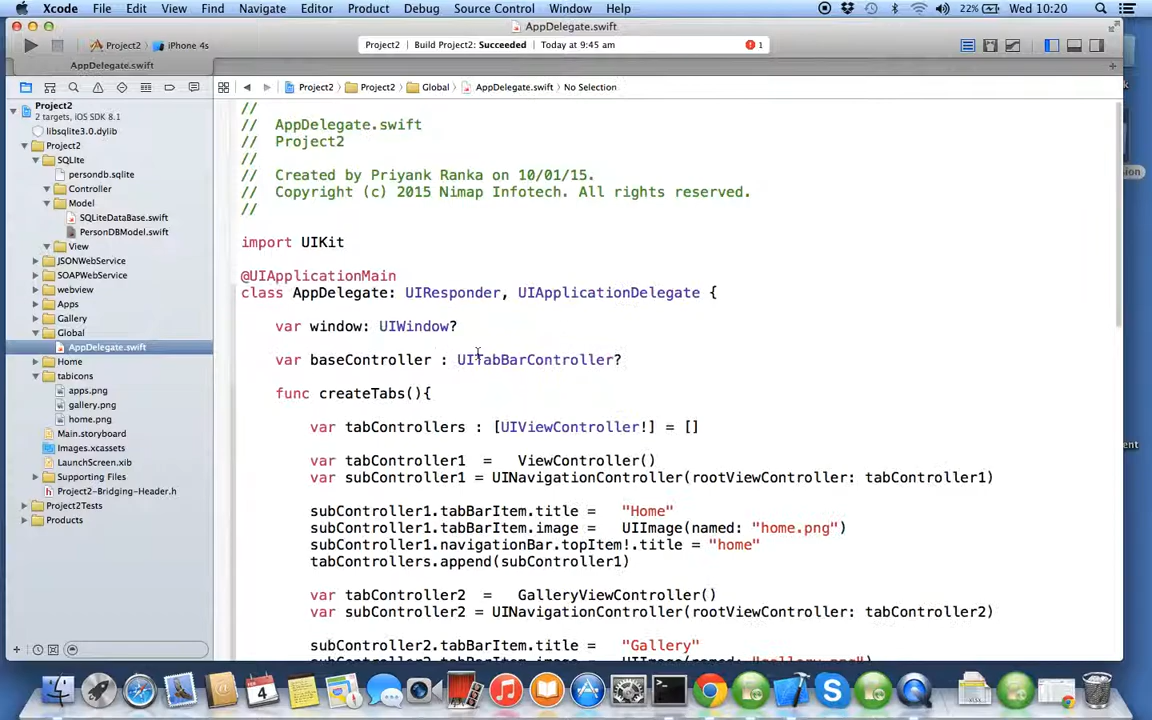 Xcode File Edit View Find Navigate Editor Product Debug Source Control Window Help 22% Wed 10:20
AppDelegate.swift
Project2 iPhone 4s
Project2 Build Project2: Succeeded Today at 9:45 am 1
AppDelegate.swift
Project2 Project2 Global AppDelegate.swift No Selection
Project2
2 targets, iOS SDK 8.1
libsqlite3.0.dylib
Project2
SQLite
persondb.sqlite
Controller
Model
SQLiteDataBase.swift
PersonDBModel.swift
View
JSONWebService
SOAPWebService
webview
Apps
Gallery
Global
AppDelegate.swift
Home
tabicons
apps.png
gallery.png
home.png
Main.storyboard
Images.xcassets
LaunchScreen.xib
Supporting Files
Project2-Bridging-Header.h
Project2Tests
Products
//
// AppDelegate.swift
// Project2
//
// Created by Priyank Ranka on 10/01/15.
// Copyright (c) 2015 Nimap Infotech. All rights reserved.
//
import UIKit
@UIApplicationMain
class AppDelegate: UIResponder, UIApplicationDelegate {
var window: UIWindow?
var baseController : UITabBarController?
func createTabs(){
var tabControllers : [UIViewController!] = []
var tabController1 = ViewController()
var subController1 = UINavigationController(rootViewController: tabController1)
subController1.tabBarItem.title = "Home"
subController1.tabBarItem.image = UIImage(named: "home.png")
subController1.navigationBar.topItem!.title = "home"
tabControllers.append(subController1)
var tabController2 = GalleryViewController()
var subController2 = UINavigationController(rootViewController: tabController2)
subController2.tabBarItem.title = "Gallery"
subController2.tabBarItem.image = UIImage(named: "gallery.png")
4